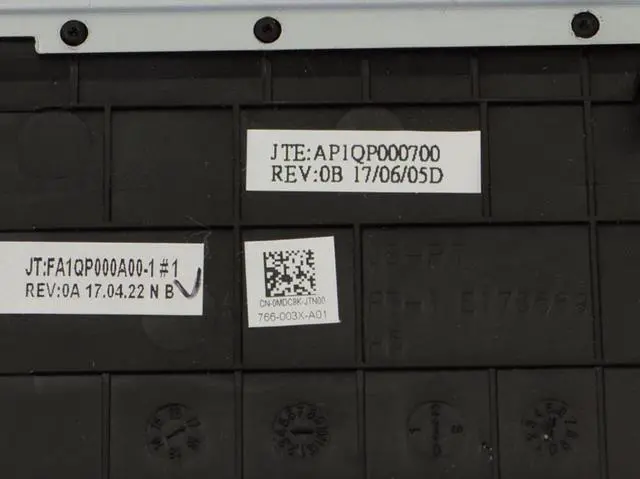 JTE:AP1QP000700
REV:0B 17/06/05D
JT:FA1QP000A00-1 #1
REV:0A 17.04.22 N B
CN-0MDC9K-JTN00
766-003X-A01